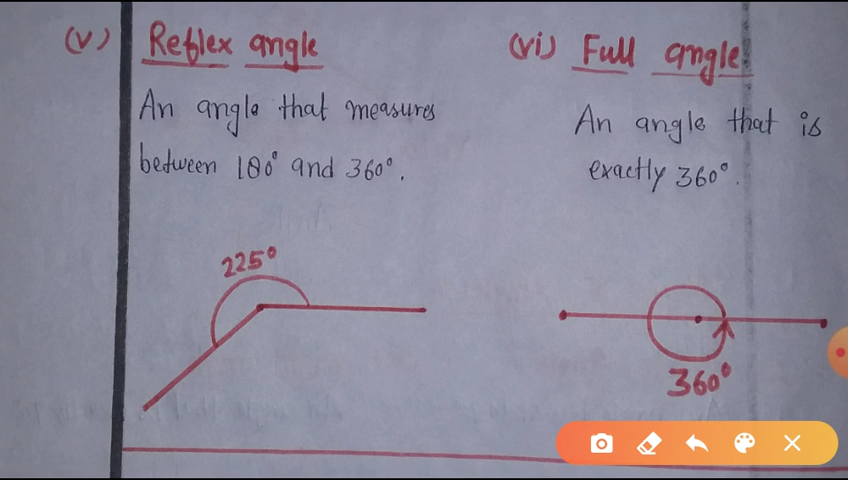 (v) Reflex angle
An angle that measures
between 180° and 360°.
225°
(vi) Full angle
An angle that is
exactly 360°.
360°